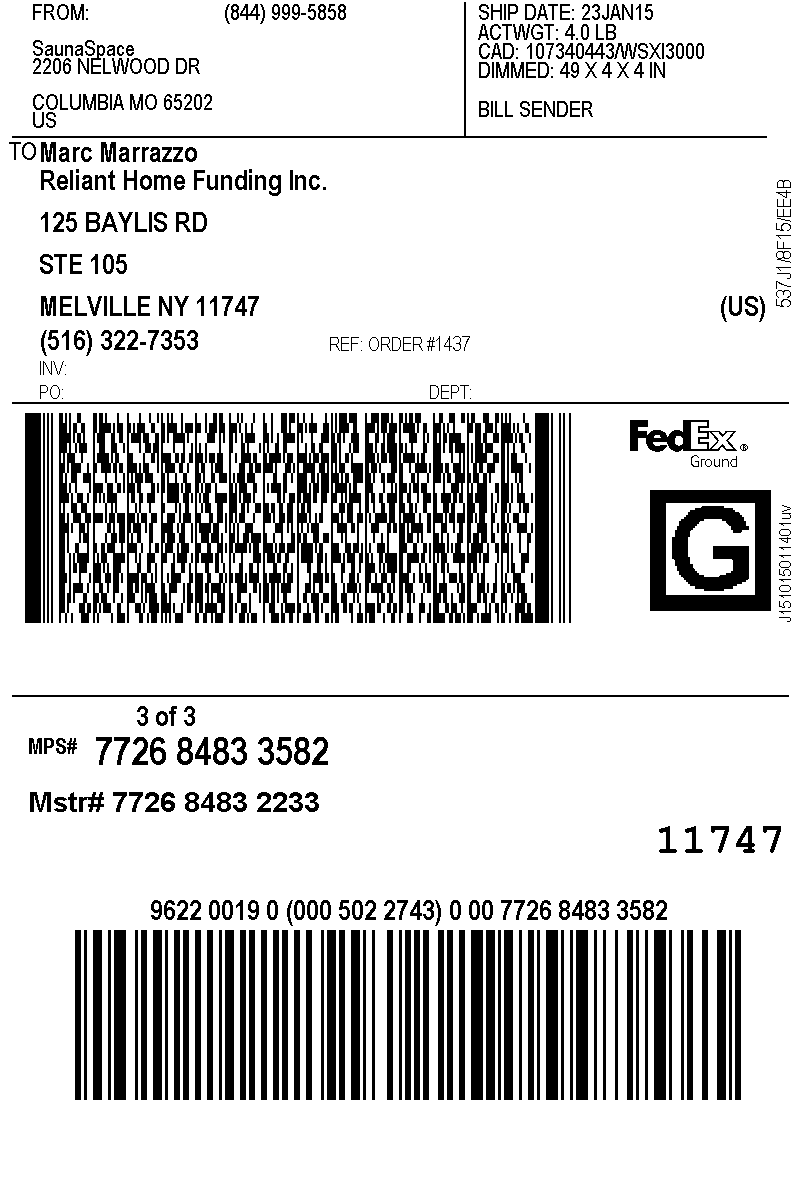 FROM: (844) 999-5858
SaunaSpace
2206 NELWOOD DR
COLUMBIA MO 65202
US
SHIP DATE: 23JAN15
ACTWGT: 4.0 LB
CAD: 107340443/WSXI3000
DIMMED: 49 X 4 X 4 IN
BILL SENDER
TO Marc Marrazzo
Reliant Home Funding Inc.
125 BAYLIS RD
STE 105
MELVILLE NY 11747 (US)
(516) 322-7353 REF: ORDER #1437
INV:
PO: DEPT:
537J1/8F15/EE4B
FedEx®
Ground
G
J151015011401uv
3 of 3
MPS# 7726 8483 3582
Mstr# 7726 8483 2233
11747
9622 0019 0 (000 502 2743) 0 00 7726 8483 3582